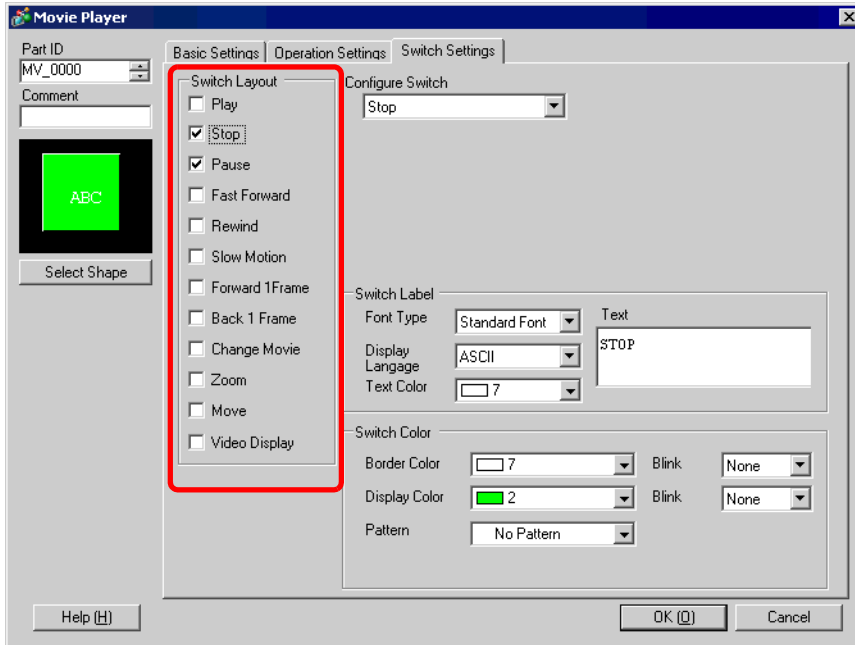 Movie Player
Part ID
MV_0000
Comment
ABC
Select Shape
Basic Settings
Operation Settings
Switch Settings
Switch Layout
Play
Stop
Pause
Fast Forward
Rewind
Slow Motion
Forward 1Frame
Back 1 Frame
Change Movie
Zoom
Move
Video Display
Configure Switch
Stop
Switch Label
Font Type
Standard Font
Display
Langage
ASCII
Text Color
7
Text
STOP
Switch Color
Border Color
7
Blink
None
Display Color
2
Blink
None
Pattern
No Pattern
Help (H)
OK (O)
Cancel